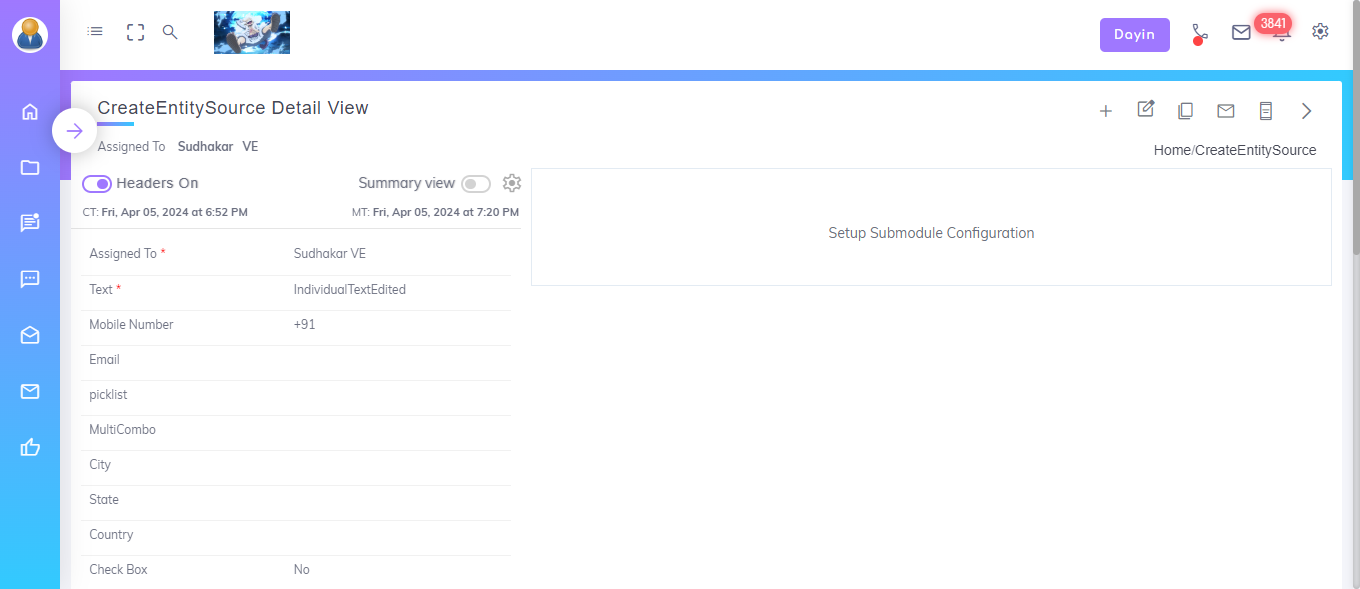 Dayin
3841
CreateEntitySource Detail View
Assigned To Sudhakar VE
Home/CreateEntitySource
Headers On Summary view
CT: Fri, Apr 05, 2024 at 6:52 PM MT: Fri, Apr 05, 2024 at 7:20 PM
Setup Submodule Configuration
Assigned To * Sudhakar VE
Text * IndividualTextEdited
Mobile Number +91
Email
picklist
MultiCombo
City
State
Country
Check Box No